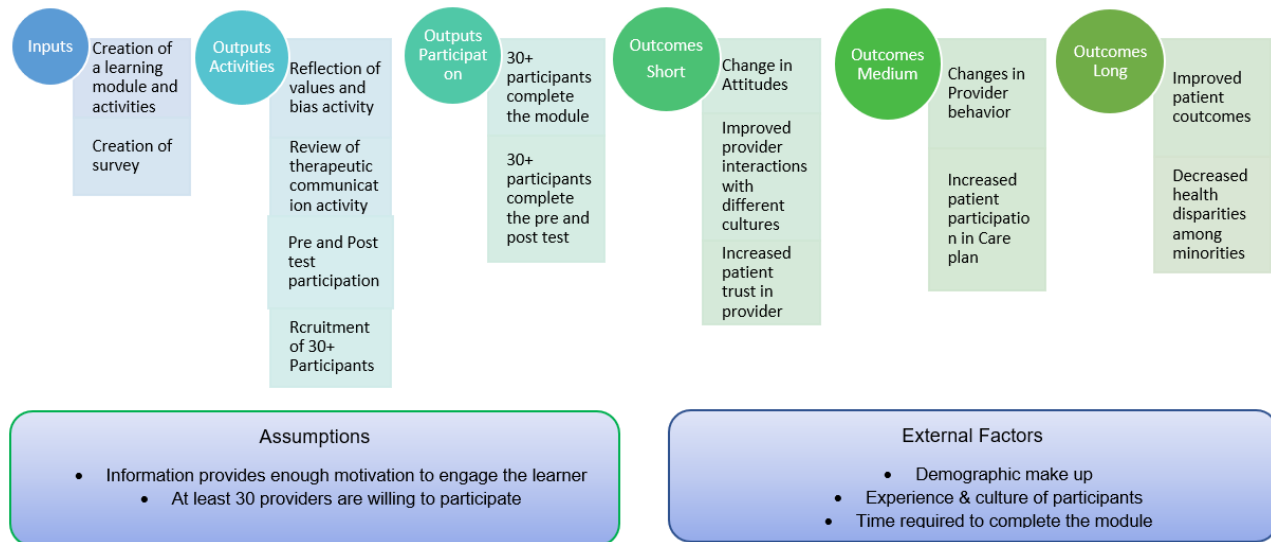 Inputs
Creation of
a learning
module and
activities
Creation of
survey
Outputs
Activities
Reflection of
values and
bias activity
Review of
therapeutic
communicat
ion activity
Pre and Post
test
participation
Rcruitment
of 30+
Participants
Outputs
Participati
on
30+
participants
complete
the module
30+
participants
complete
the pre and
post test
Outcomes
Short
Change in
Attitudes
Improved
provider
interactions
with
different
cultures
Increased
patient
trust in
provider
Outcomes
Medium
Changes in
Provider
behavior
Increased
patient
participatio
n in Care
plan
Outcomes
Long
Improved
patient
coutcomes
Decreased
health
disparities
among
minorities
Assumptions
• Information provides enough motivation to engage the learner
• At least 30 providers are willing to participate
External Factors
• Demographic make up
• Experience & culture of participants
• Time required to complete the module